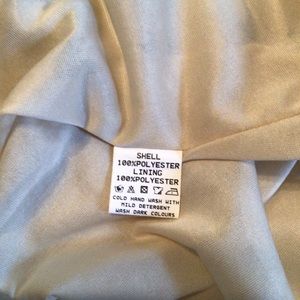 SHELL
100%POLYESTER
LINING
100%POLYESTER
COLD HAND WASH WITH
MILD DETERGENT
WASH DARK COLOURS